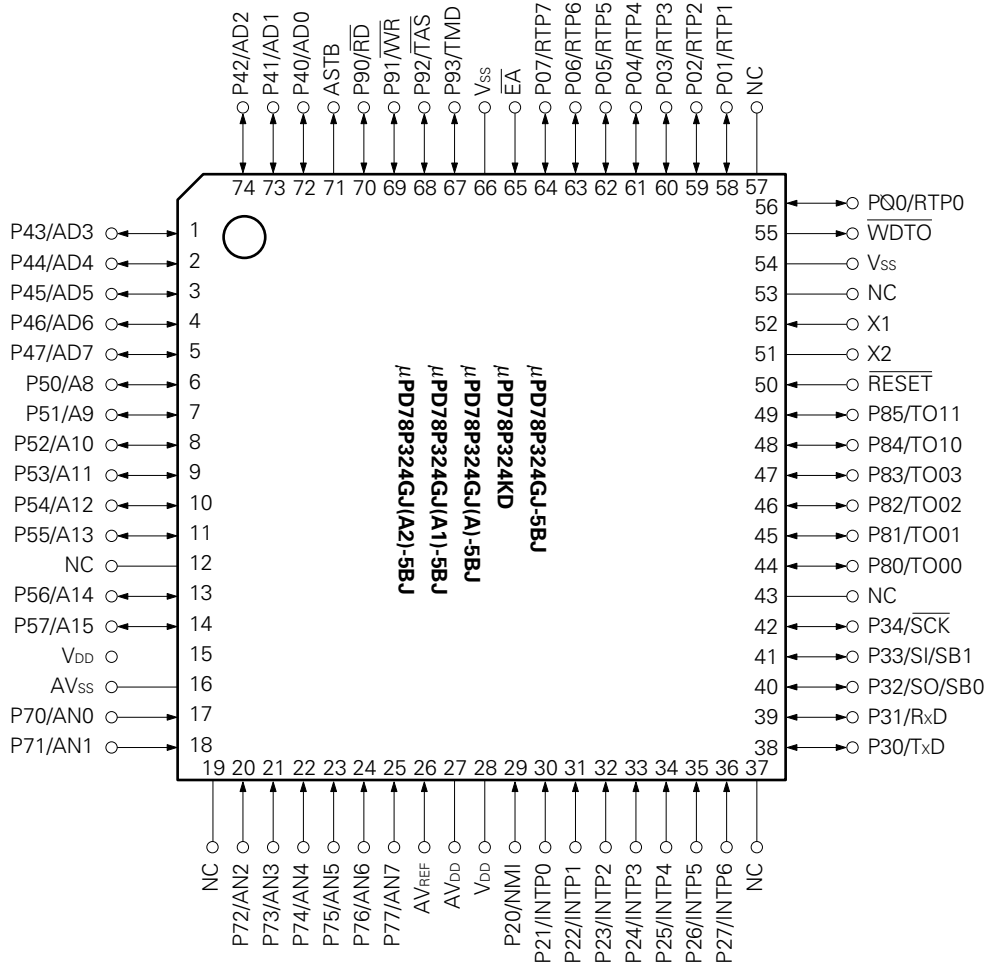 P42/AD2
P41/AD1
P40/AD0
ASTB
P90/RD
P91/WR
P92/TAS
P93/TMD
VSS
EA
P07/RTP7
P06/RTP6
P05/RTP5
P04/RTP4
P03/RTP3
P02/RTP2
P01/RTP1
NC
74 73 72 71 70 69 68 67 66 65 64 63 62 61 60 59 58 57
P43/AD3 1
P44/AD4 2
P45/AD5 3
P46/AD6 4
P47/AD7 5
P50/A8 6
P51/A9 7
P52/A10 8
P53/A11 9
P54/A12 10
P55/A13 11
NC 12
P56/A14 13
P57/A15 14
VDD 15
AVSS 16
P70/AN0 17
P71/AN1 18
µPD78P324GJ-5BJ
µPD78P324KD
µPD78P324GJ(A)-5BJ
µPD78P324GJ(A1)-5BJ
µPD78P324GJ(A2)-5BJ
56 P00/RTP0
55 WDTO
54 VSS
53 NC
52 X1
51 X2
50 RESET
49 P85/TO11
48 P84/TO10
47 P83/TO03
46 P82/TO02
45 P81/TO01
44 P80/TO00
43 NC
42 P34/SCK
41 P33/SI/SB1
40 P32/SO/SB0
39 P31/RxD
38 P30/TxD
19 20 21 22 23 24 25 26 27 28 29 30 31 32 33 34 35 36 37
NC
P72/AN2
P73/AN3
P74/AN4
P75/AN5
P76/AN6
P77/AN7
AVREF
AVDD
VDD
P20/NMI
P21/INTP0
P22/INTP1
P23/INTP2
P24/INTP3
P25/INTP4
P26/INTP5
P27/INTP6
NC